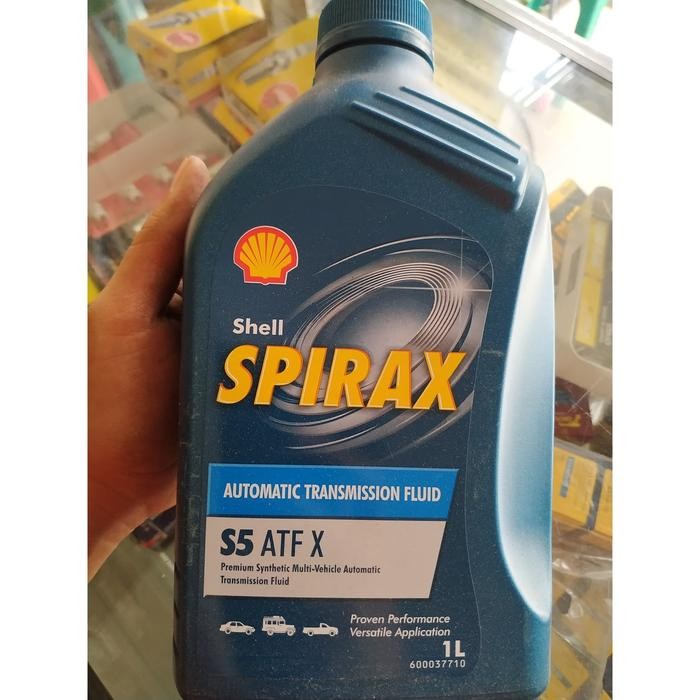 Shell
SPIRAX
AUTOMATIC TRANSMISSION FLUID
S5 ATF X
Premium Synthetic Multi-Vehicle Automatic
Transmission Fluid
Proven Performance
Versatile Application
1L
600037710